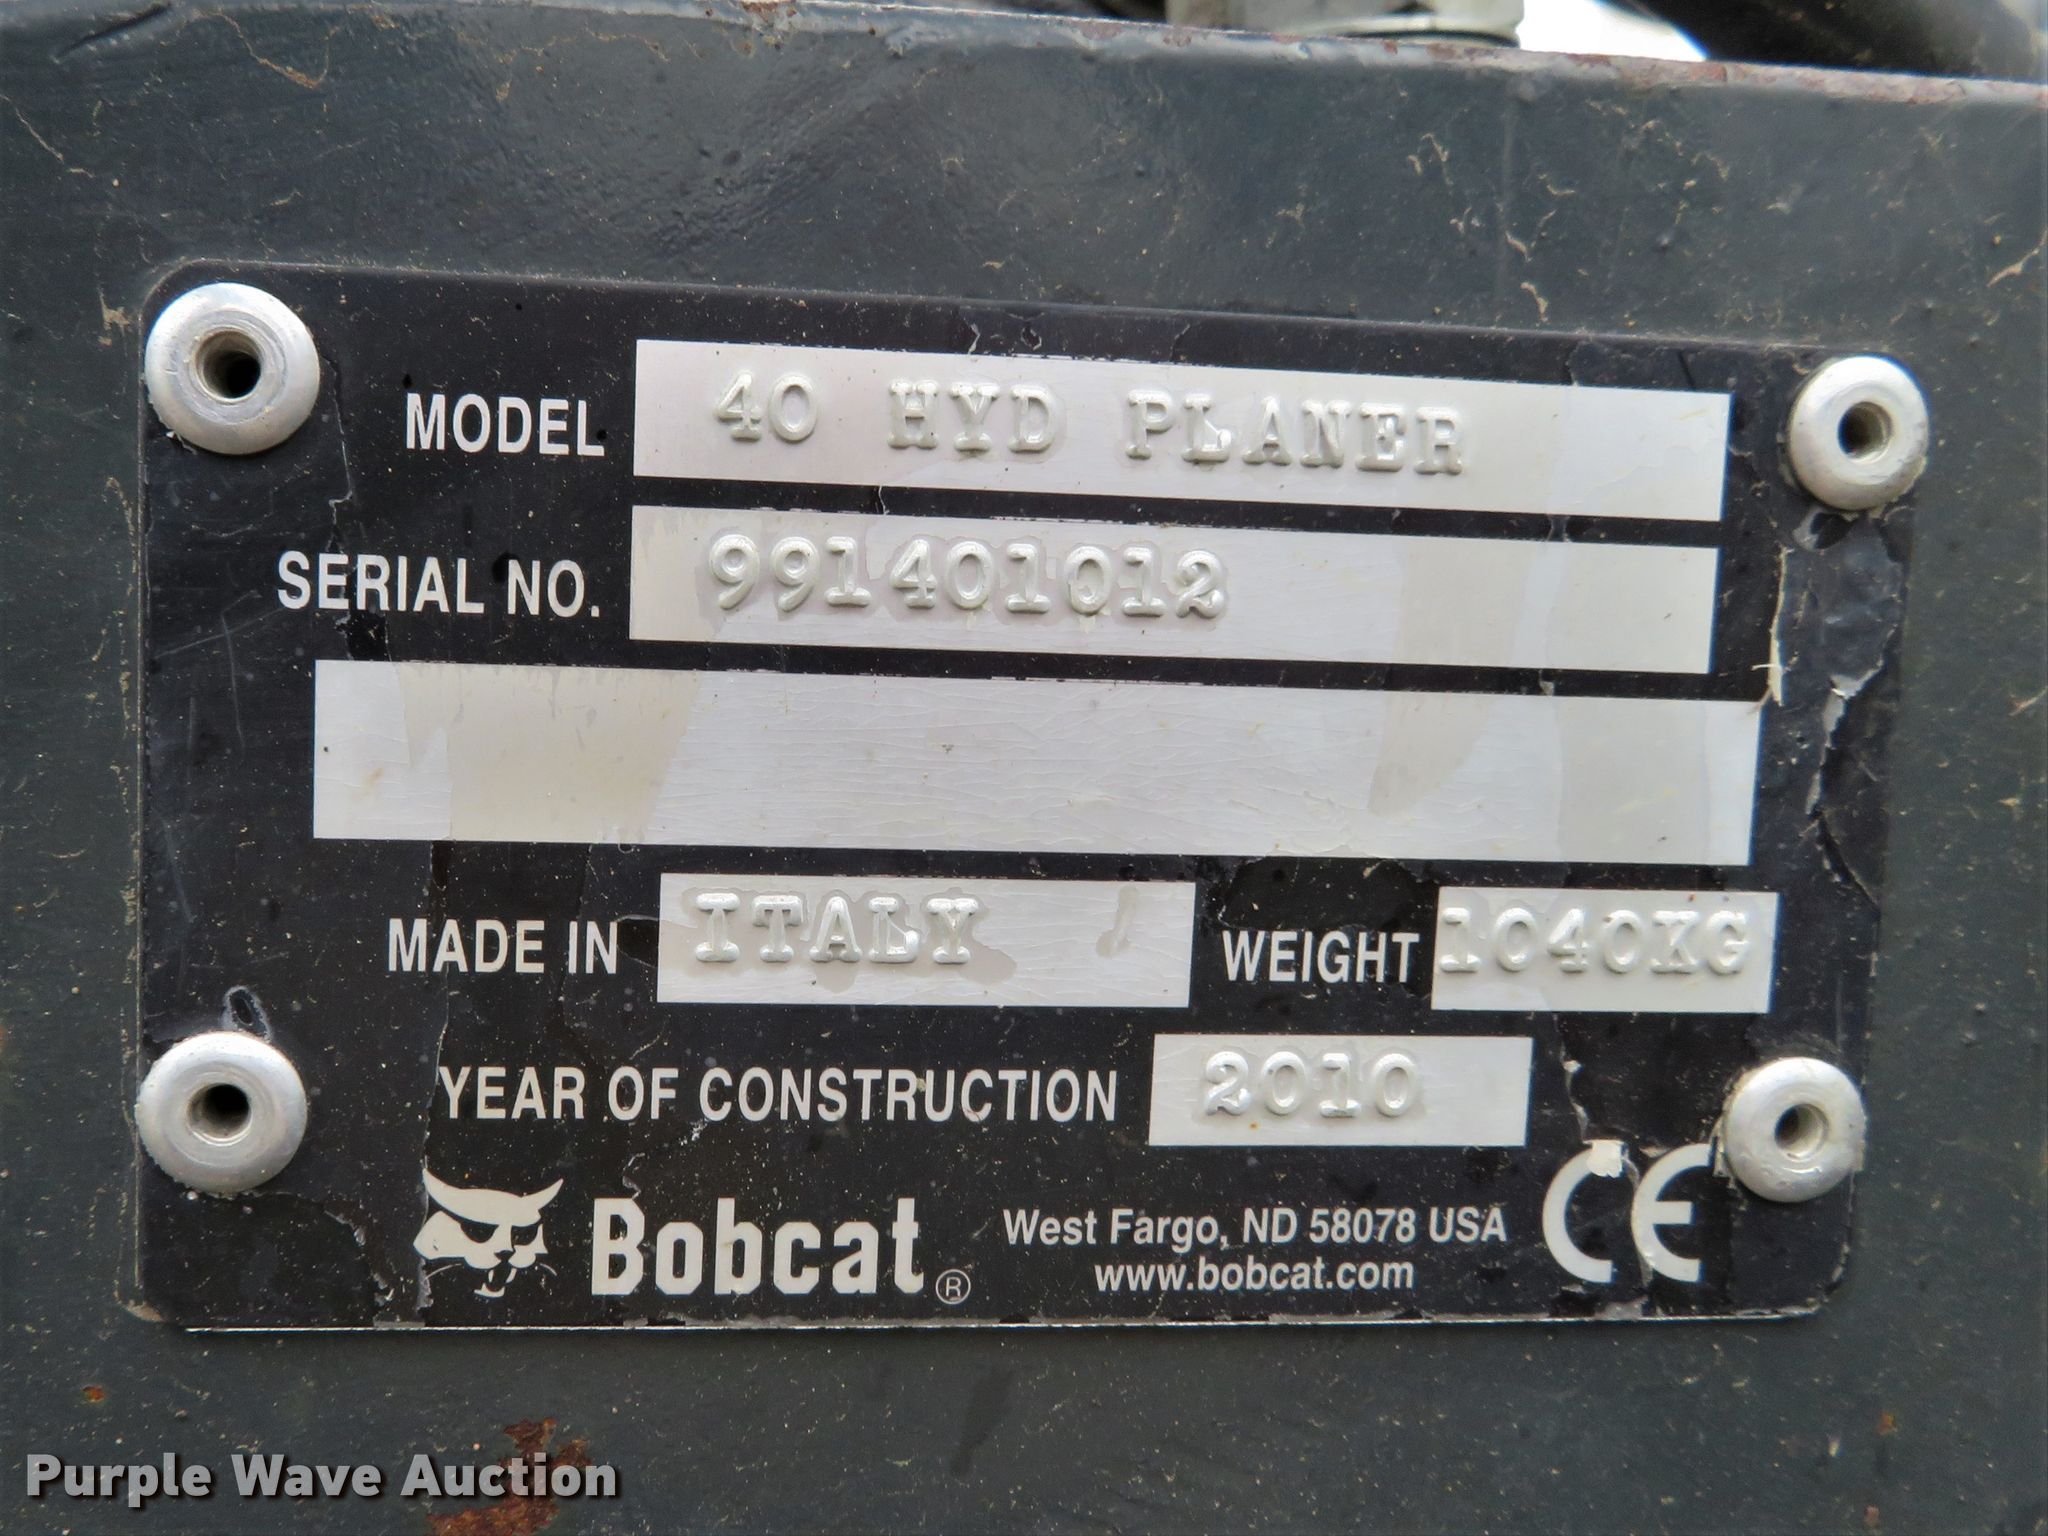 MODEL 40 HYD PLANER
SERIAL NO. 991401012
MADE IN ITALY WEIGHT 1040KG
YEAR OF CONSTRUCTION 2010
Bobcat ® West Fargo, ND 58078 USA CE
www.bobcat.com
Purple Wave Auction